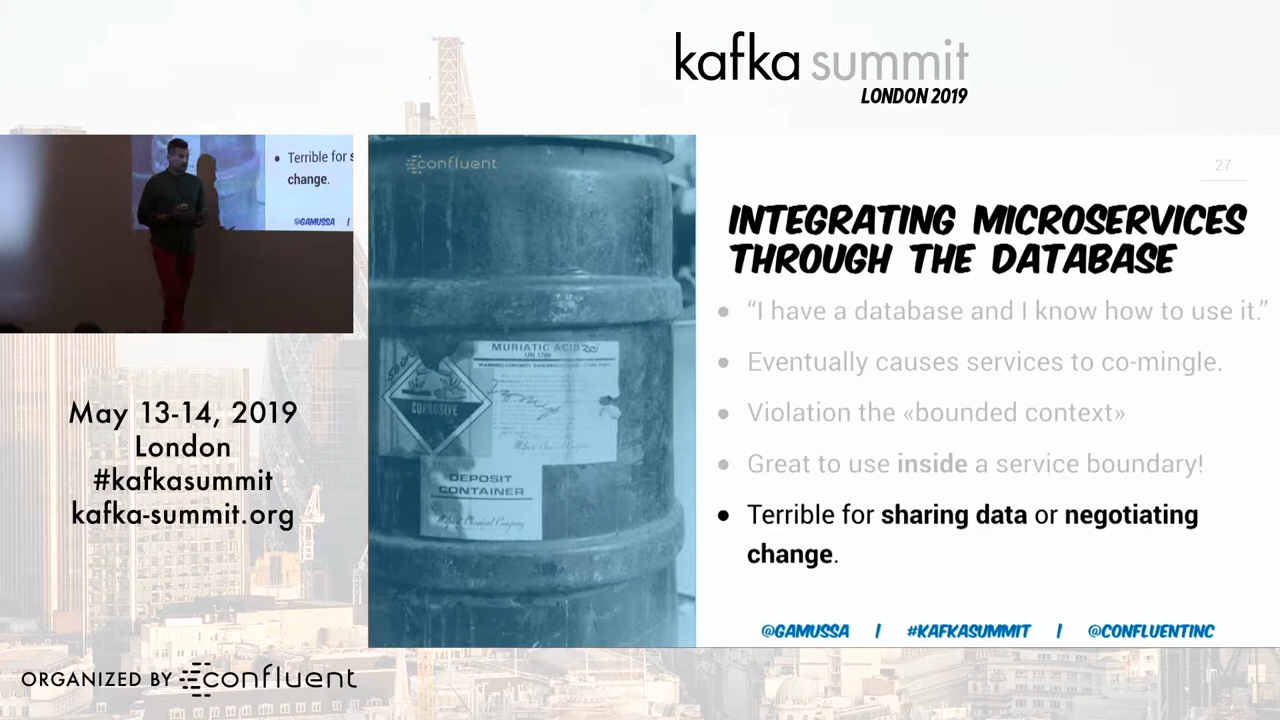 kafka summit
LONDON 2019
• Terrible for s
change.
@GAMUSSA |
confluent
27
INTEGRATING MICROSERVICES
THROUGH THE DATABASE
• “I have a database and I know how to use it.”
• Eventually causes services to co-mingle.
• Violation the «bounded context»
• Great to use inside a service boundary!
• Terrible for sharing data or negotiating
change.
@GAMUSSA | #KAFKASUMMIT | @CONFLUENTINC
MURIATIC ACID
UN 1789
CORROSIVE
DEPOSIT
CONTAINER
May 13-14, 2019
London
#kafkasummit
kafka-summit.org
ORGANIZED BY confluent